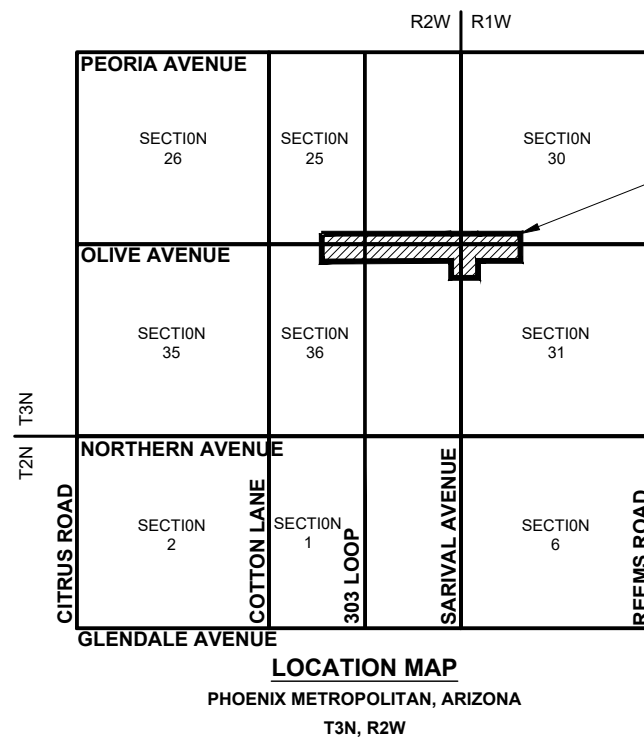 R2W R1W
PEORIA AVENUE
SECTI0N
26
SECTI0N
25
SECTI0N
30
OLIVE AVENUE
SECTI0N
35
SECTI0N
36
SECTI0N
31
T3N
T2N
NORTHERN AVENUE
CITRUS ROAD
SECTI0N
2
COTTON LANE
SECTI0N
1
303 LOOP
SARIVAL AVENUE
SECTI0N
6
REEMS ROAD
GLENDALE AVENUE
LOCATION MAP
PHOENIX METROPOLITAN, ARIZONA
T3N, R2W